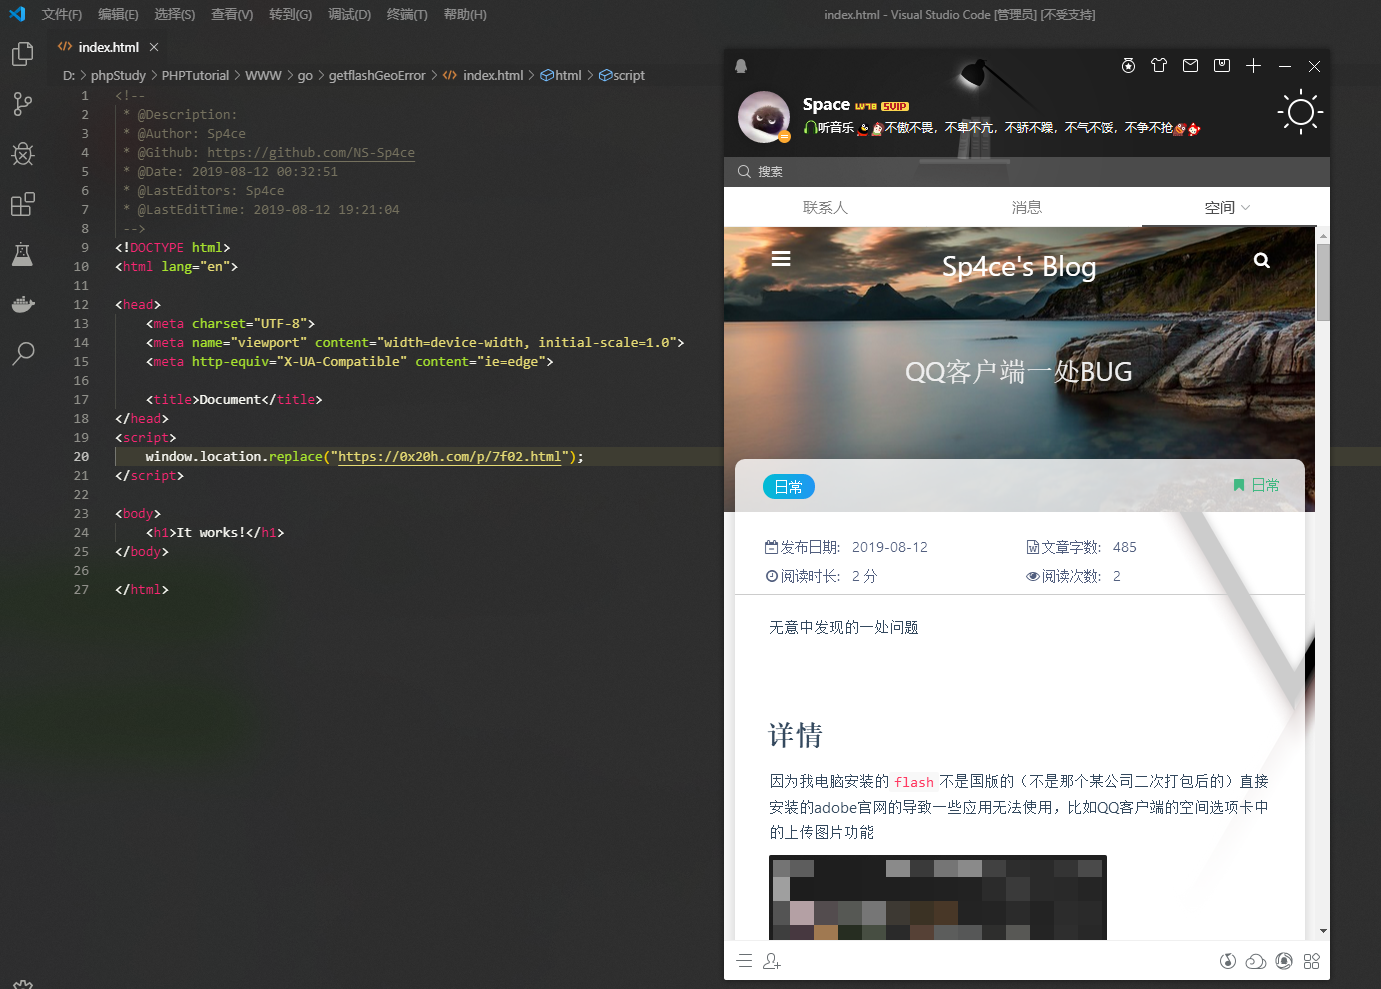 文件(F) 编辑(E) 选择(S) 查看(V) 转到(G) 调试(D) 终端(T) 帮助(H)
index.html - Visual Studio Code [管理员] [不受支持]
index.html
D: > phpStudy > PHPTutorial > WWW > go > getflashGeoError > index.html > html > script
1 <!--
2 * @Description:
3 * @Author: Sp4ce
4 * @Github: https://github.com/NS-Sp4ce
5 * @Date: 2019-08-12 00:32:51
6 * @LastEditors: Sp4ce
7 * @LastEditTime: 2019-08-12 19:21:04
8 -->
9 <!DOCTYPE html>
10 <html lang="en">
11
12 <head>
13 <meta charset="UTF-8">
14 <meta name="viewport" content="width=device-width, initial-scale=1.0">
15 <meta http-equiv="X-UA-Compatible" content="ie=edge">
16
17 <title>Document</title>
18 </head>
19 <script>
20 window.location.replace("https://0x20h.com/p/7f02.html");
21 </script>
22
23 <body>
24 <h1>It works!</h1>
25 </body>
26
27 </html>
Space LV78 SVIP
听音乐 不傲不畏，不卑不亢，不骄不躁，不气不馁，不争不抢
搜索
联系人 消息 空间
Sp4ce's Blog
QQ客户端一处BUG
日常 日常
发布日期: 2019-08-12 文章字数: 485
阅读时长: 2 分 阅读次数: 2
无意中发现的一处问题
详情
因为我电脑安装的 flash 不是国版的（不是那个某公司二次打包后的）直接
安装的adobe官网的导致一些应用无法使用，比如QQ客户端的空间选项卡中
的上传图片功能